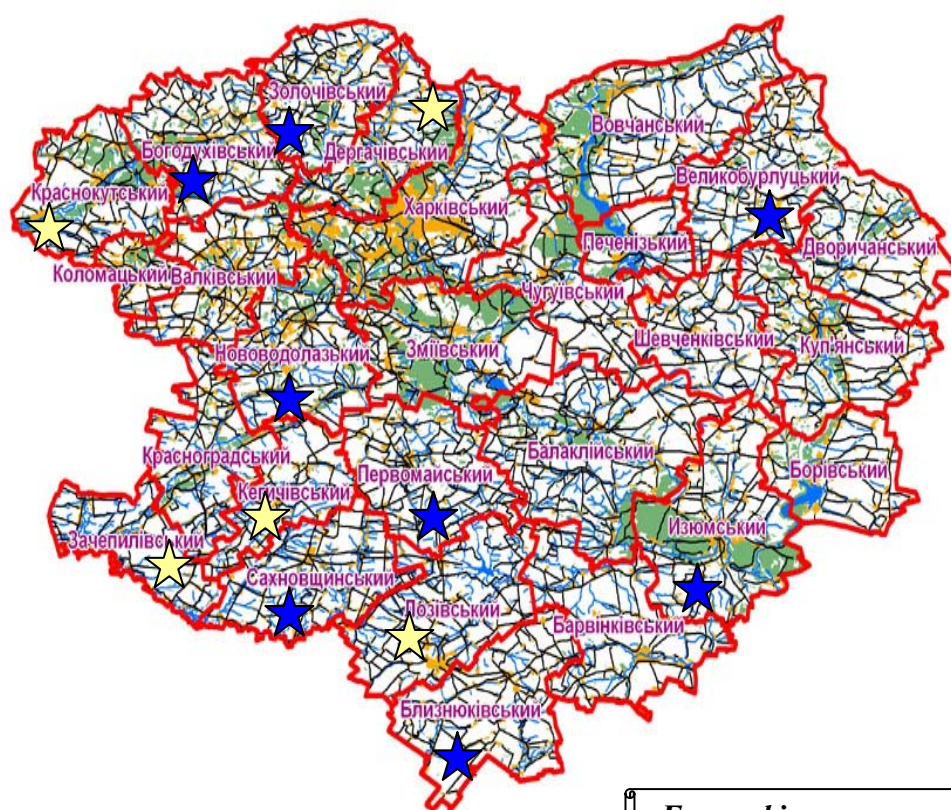 Золочівський
Вовчанський
Богодухівський
Дергачівський
Великобурлуцький
Краснокутський
Харківський
Печенізький
Дворичанський
Коломацький
Валківський
Чугуївський
Шевченківський
Куп'янський
Нововодолазький
Зміївський
Красноградський
Балаклійський
Борівський
Первомайський
Кегичівський
Изюмський
Зачепилівський
Сахновщинський
Лозівський
Барвінківський
Близнюківський